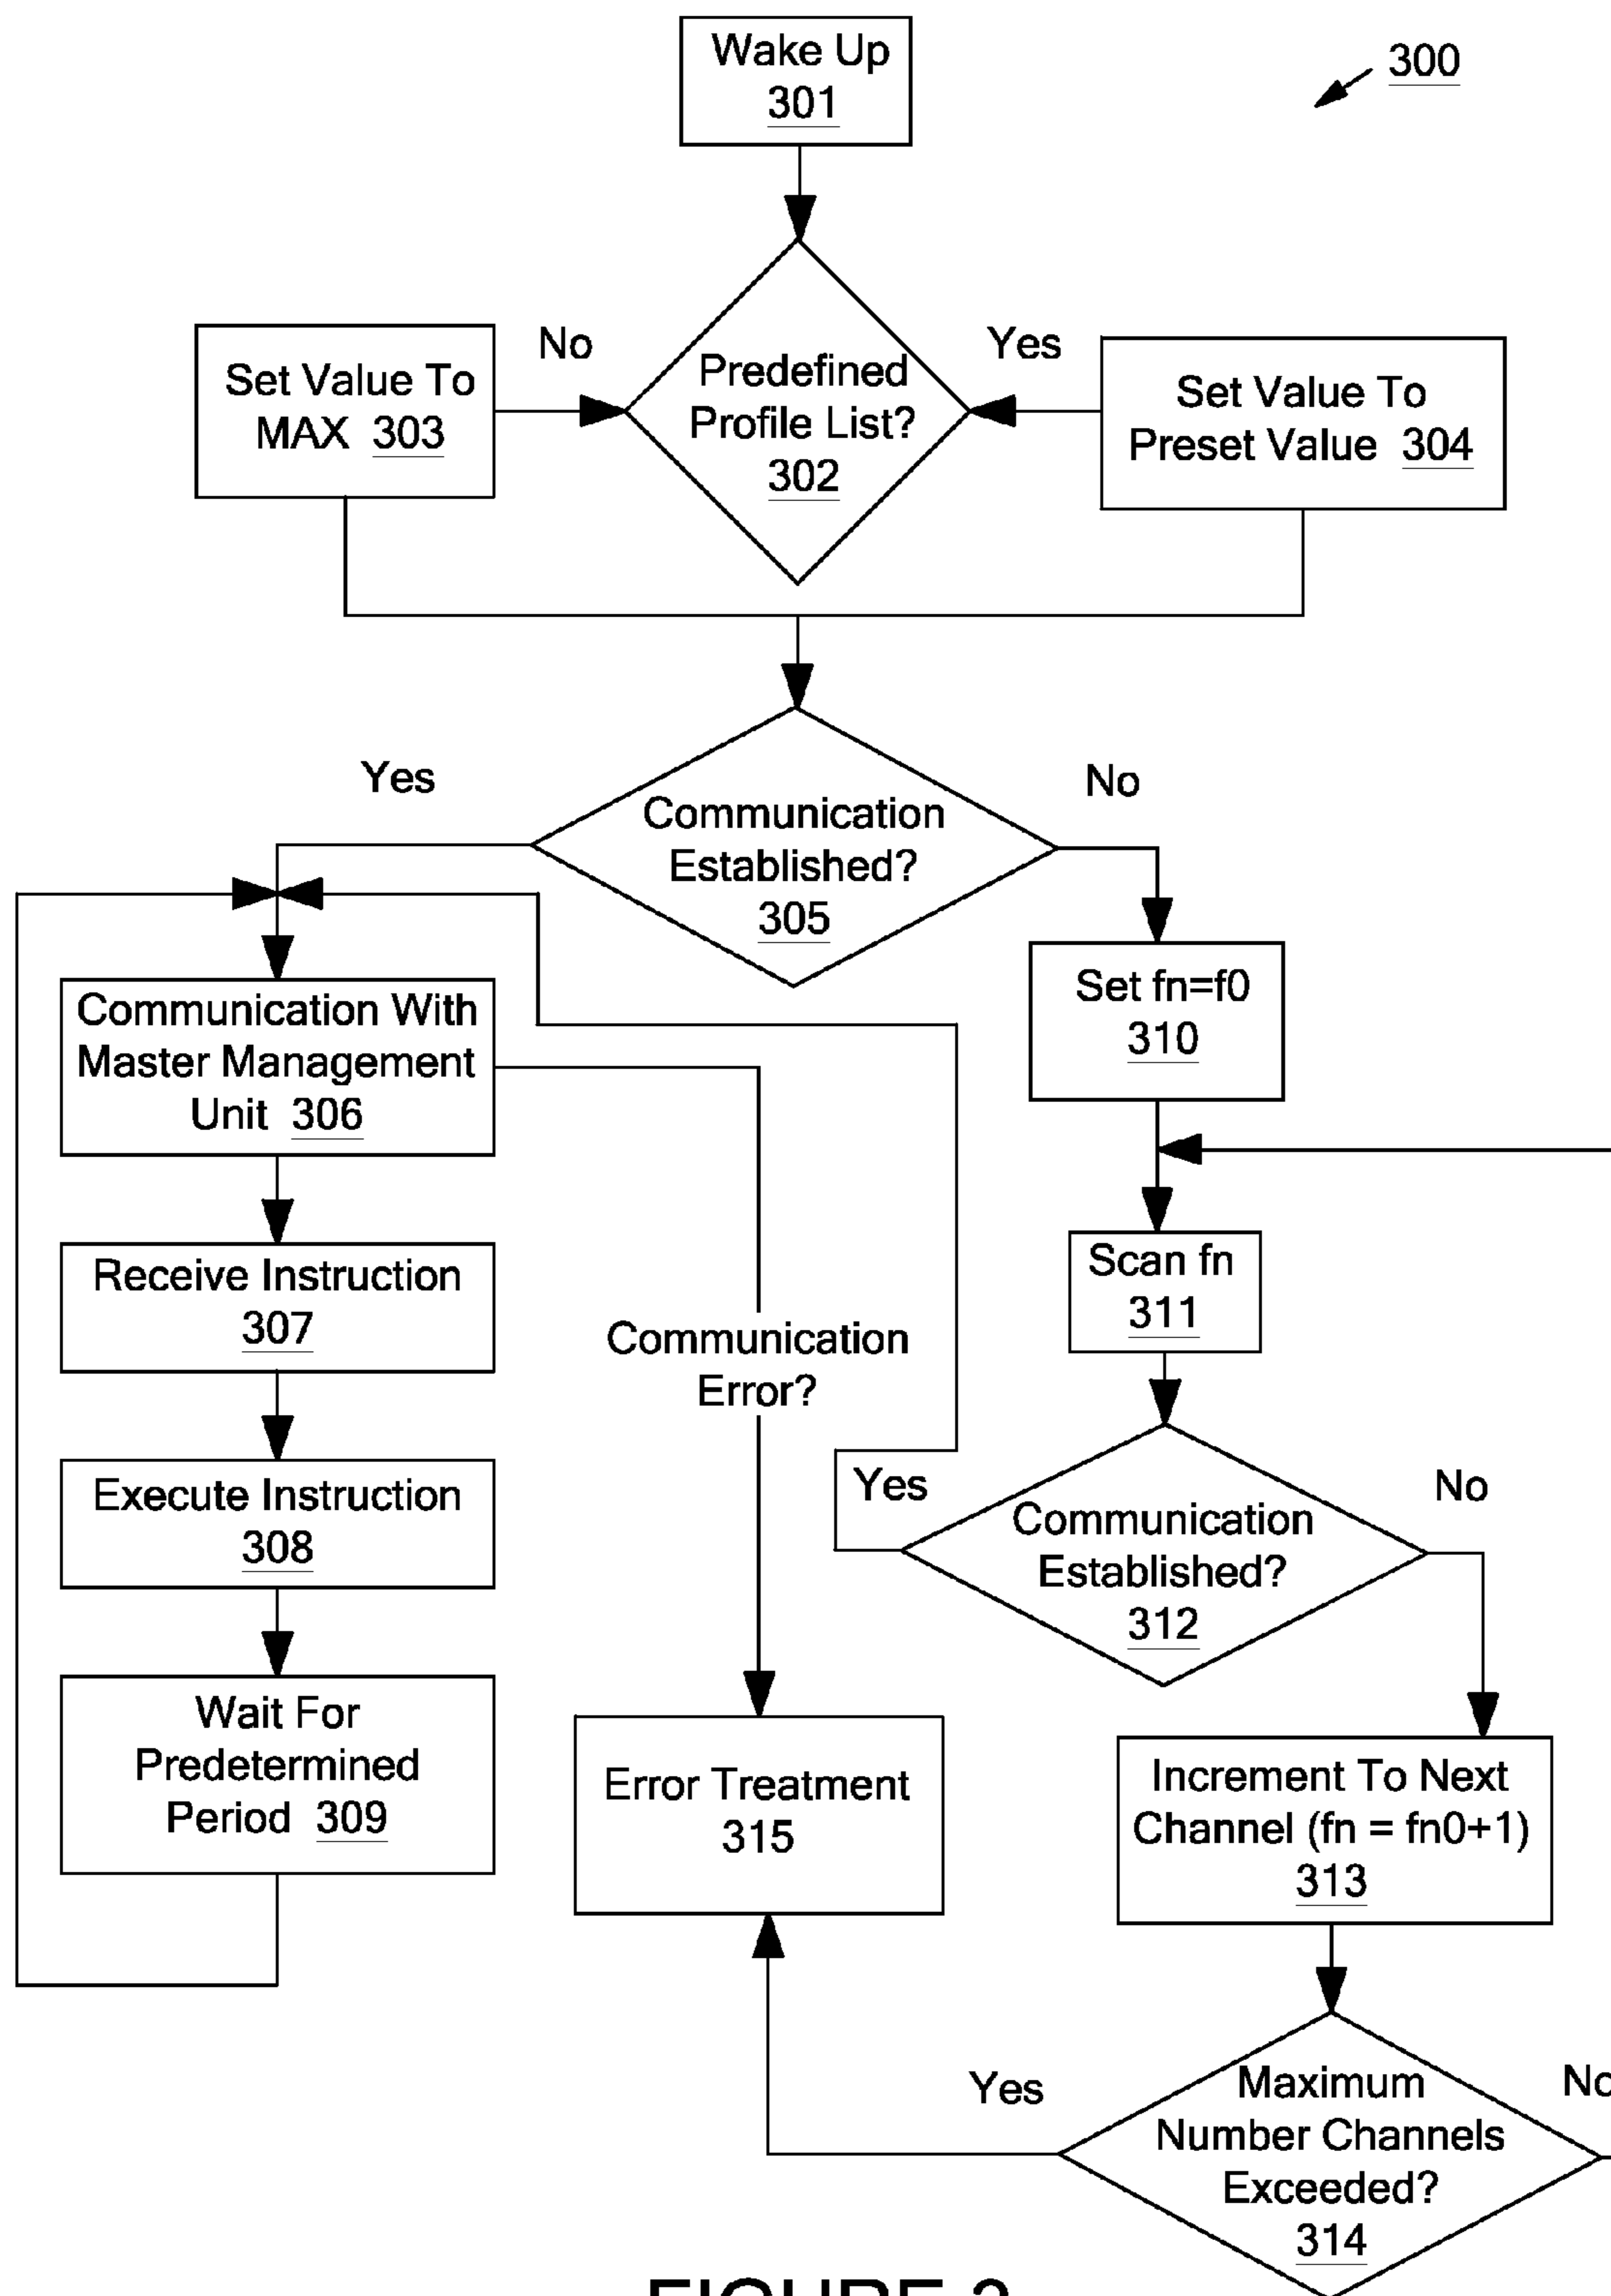 Wake Up
301
300
No
Yes
Set Value To
MAX 303
Predefined
Profile List?
302
Set Value To
Preset Value 304
Yes
No
Communication
Established?
305
Communication With
Master Management
Unit 306
Set fn=f0
310
Receive Instruction
307
Scan fn
311
Communication
Error?
Execute Instruction
308
Yes
No
Communication
Established?
312
Wait For
Predetermined
Period 309
Error Treatment
315
Increment To Next
Channel (fn = fn0+1)
313
Yes
No
Maximum
Number Channels
Exceeded?
314
FIGURE 3